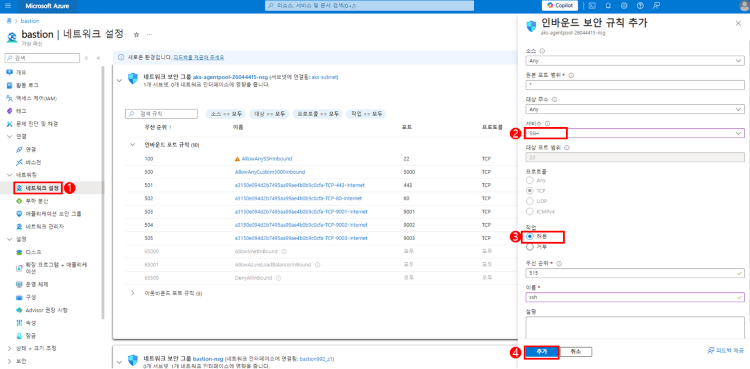 Microsoft Azure
리소스, 서비스 및 문서 검색(G+/)
Copilot
홈 > bastion >
bastion | 네트워크 설정
가상 머신
검색
개요
활동 로그
액세스 제어(IAM)
태그
문제 진단 및 해결
연결
연결
배스천
네트워킹
네트워크 설정
1
부하 분산
애플리케이션 보안 그룹
네트워크 관리자
설정
디스크
확장 프로그램 + 애플리케이션
운영 체제
구성
Advisor 권장 사항
속성
잠금
가용성 + 크기 조정
보안
새로운 환경입니다. 피드백을 제공해 주세요
네트워크 보안 그룹 aks-agentpool-26044415-nsg (서브넷에 연결됨: aks-subnet)
1개 서브넷, 0개 네트워크 인터페이스에 영향을 줍니다.
검색 규칙
소스 == 모두
대상 == 모두
프로토콜 == 모두
작업 == 모두
우선 순위 ↑ 이름 포트 프로토콜
인바운드 포트 규칙 (10)
100 AllowAnySSHInbound 22 TCP
500 AllowAnyCustom5000Inbound 5000 TCP
501 a3150e094d2b7495aa99ae4b0b9c0cfa-TCP-443-Internet 443 TCP
502 a3150e094d2b7495aa99ae4b0b9c0cfa-TCP-80-Internet 80 TCP
503 a3150e094d2b7495aa99ae4b0b9c0cfa-TCP-9001-Internet 9001 TCP
504 a3150e094d2b7495aa99ae4b0b9c0cfa-TCP-9002-Internet 9002 TCP
505 a3150e094d2b7495aa99ae4b0b9c0cfa-TCP-9003-Internet 9003 TCP
65000 AllowVnetInBound 모두 모두
65001 AllowAzureLoadBalancerInBound 모두 모두
65500 DenyAllInBound 모두 모두
아웃바운드 포트 규칙 (3)
네트워크 보안 그룹 bastion-nsg (네트워크 인터페이스에 연결됨: bastion992_z1)
0개 서브넷, 1개 네트워크 인터페이스에 영향을 줍니다.
인바운드 보안 규칙 추가
aks-agentpool-26044415-nsg
소스
Any
원본 포트 범위 *
*
대상 주소
Any
서비스
2
SSH
대상 포트 범위
22
프로토콜
Any
TCP
UDP
ICMPv4
작업
3
허용
거부
우선 순위 *
515
이름 *
ssh
설명
4
추가
취소
피드백 제공